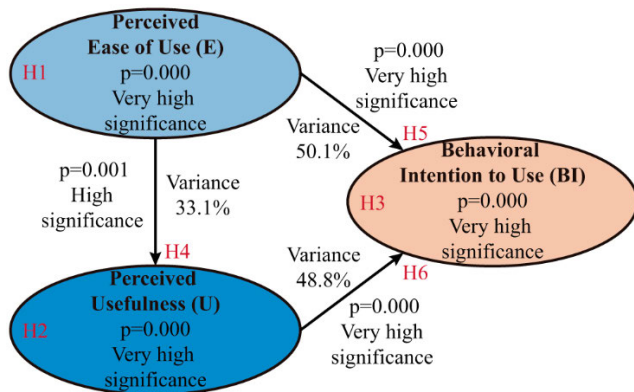 Perceived
Ease of Use (E)
H1
p=0.000
Very high
significance
p=0.000
Very high
significance
Variance
50.1%
H5
p=0.001
High
significance
Variance
33.1%
H4
Behavioral
Intention to Use (BI)
H3
p=0.000
Very high
significance
Perceived
Usefulness (U)
H2
p=0.000
Very high
significance
Variance
48.8%
H6
p=0.000
Very high
significance